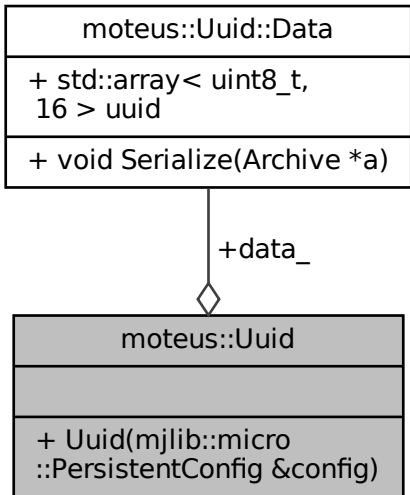 moteus::Uuid::Data
+ std::array< uint8_t,
16 > uuid
+ void Serialize(Archive *a)
+data_
moteus::Uuid
+ Uuid(mjlib::micro
::PersistentConfig &config)